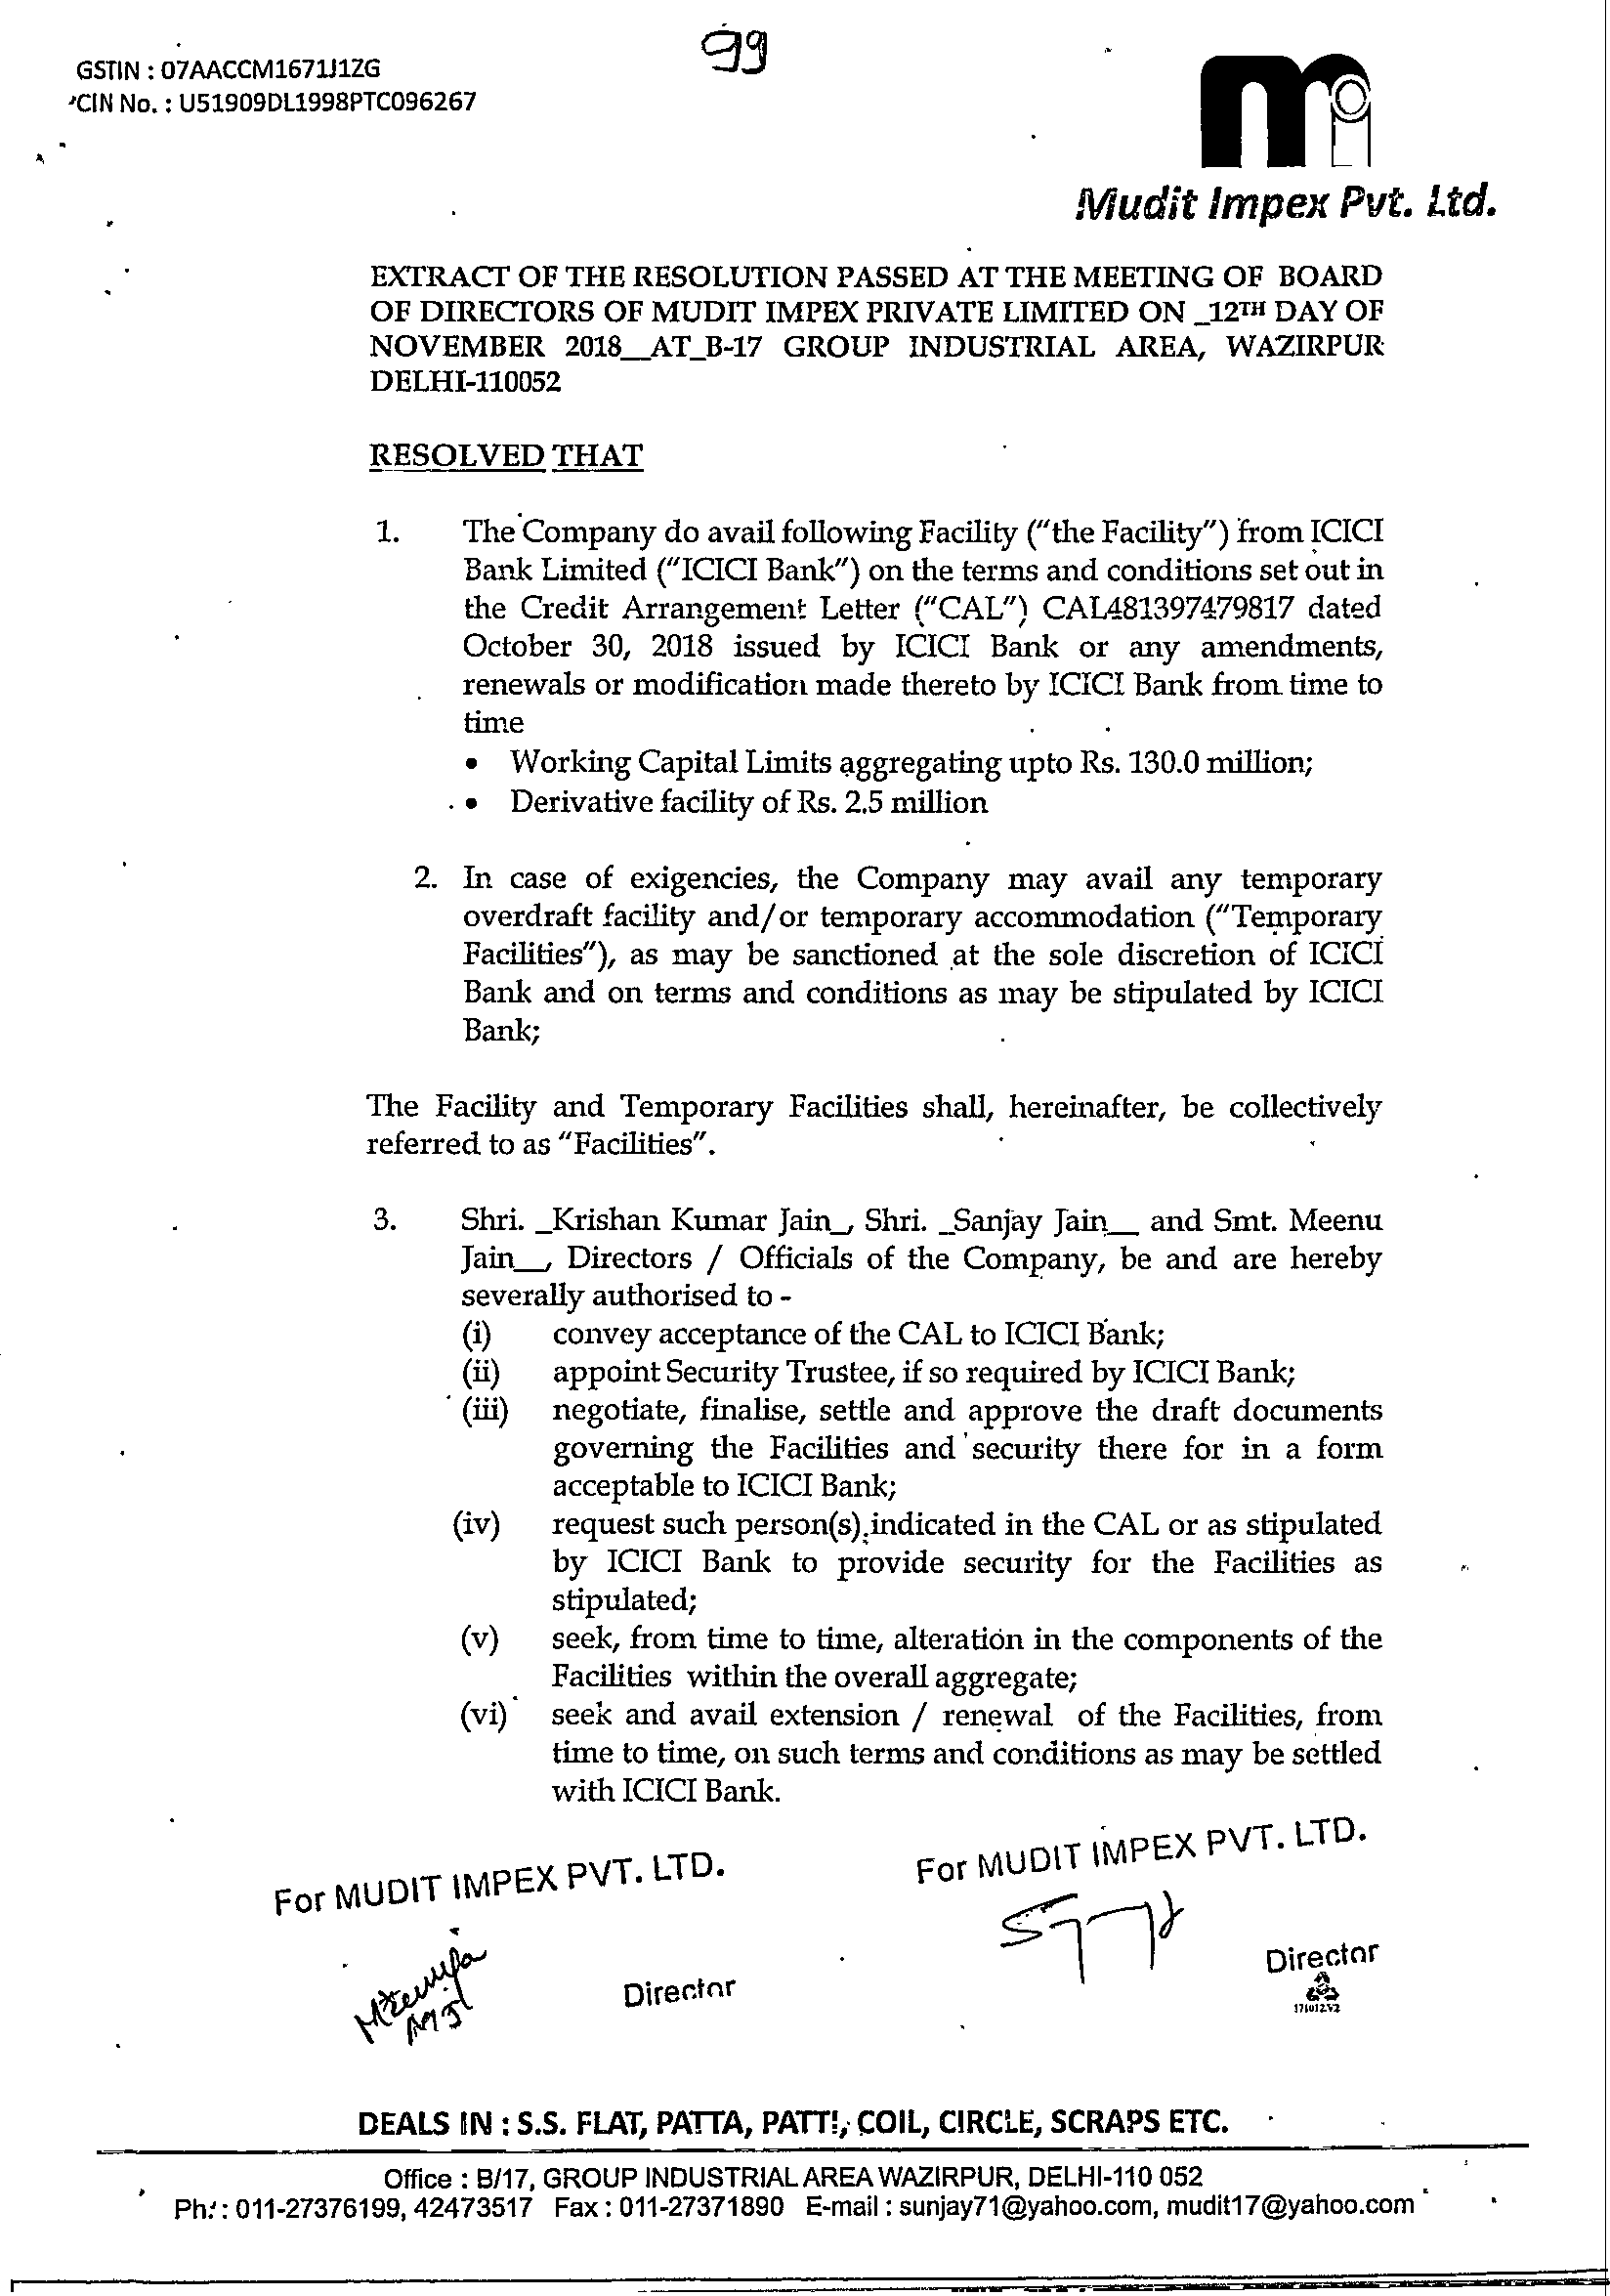 99
GSTIN : 07AACCM1671J1ZG
CIN No. : U51909DL1998PTC096267
Mudit Impex Pvt. Ltd.
EXTRACT OF THE RESOLUTION PASSED AT THE MEETING OF BOARD
OF DIRECTORS OF MUDIT IMPEX PRIVATE LIMITED ON _12TH DAY OF
NOVEMBER 2018__AT_B-17 GROUP INDUSTRIAL AREA, WAZIRPUR
DELHI-110052
RESOLVED THAT
1. The Company do avail following Facility ("the Facility") from ICICI
Bank Limited ("ICICI Bank") on the terms and conditions set out in
the Credit Arrangement Letter ("CAL") CAL481397479817 dated
October 30, 2018 issued by ICICI Bank or any amendments,
renewals or modification made thereto by ICICI Bank from time to
time
• Working Capital Limits aggregating upto Rs. 130.0 million;
• Derivative facility of Rs. 2.5 million
2. In case of exigencies, the Company may avail any temporary
overdraft facility and/or temporary accommodation ("Temporary
Facilities"), as may be sanctioned at the sole discretion of ICICI
Bank and on terms and conditions as may be stipulated by ICICI
Bank;
The Facility and Temporary Facilities shall, hereinafter, be collectively
referred to as "Facilities".
3. Shri. _Krishan Kumar Jain_, Shri. _Sanjay Jain__ and Smt. Meenu
Jain__, Directors / Officials of the Company, be and are hereby
severally authorised to -
(i) convey acceptance of the CAL to ICICI Bank;
(ii) appoint Security Trustee, if so required by ICICI Bank;
(iii) negotiate, finalise, settle and approve the draft documents
governing the Facilities and security there for in a form
acceptable to ICICI Bank;
(iv) request such person(s) indicated in the CAL or as stipulated
by ICICI Bank to provide security for the Facilities as
stipulated;
(v) seek, from time to time, alteration in the components of the
Facilities within the overall aggregate;
(vi) seek and avail extension / renewal of the Facilities, from
time to time, on such terms and conditions as may be settled
with ICICI Bank.
For MUDIT IMPEX PVT. LTD.
For MUDIT IMPEX PVT. LTD.
Director
Director
DEALS IN : S.S. FLAT, PATTA, PATTI, COIL, CIRCLE, SCRAPS ETC.
Office : B/17, GROUP INDUSTRIAL AREA WAZIRPUR, DELHI-110 052
Ph. : 011-27376199, 42473517 Fax : 011-27371890 E-mail : sunjay71@yahoo.com, mudit17@yahoo.com